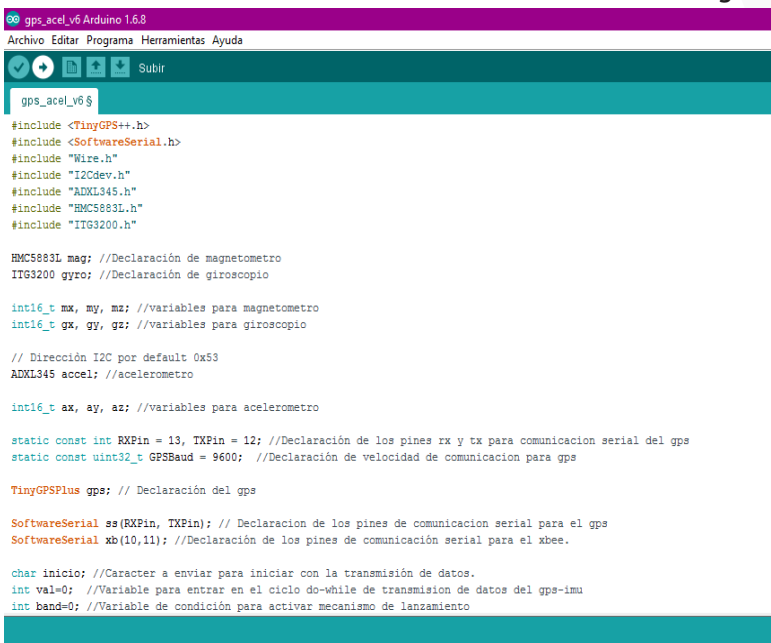 gps_acel_v6 Arduino 1.6.8
Archivo Editar Programa Herramientas Ayuda
Subir
gps_acel_v6 §
#include <TinyGPS++.h>
#include <SoftwareSerial.h>
#include "Wire.h"
#include "I2Cdev.h"
#include "ADXL345.h"
#include "HMC5883L.h"
#include "ITG3200.h"
HMC5883L mag; //Declaración de magnetometro
ITG3200 gyro; //Declaración de giroscopio
int16_t mx, my, mz; //variables para magnetometro
int16_t gx, gy, gz; //variables para giroscopio
// Dirección I2C por default 0x53
ADXL345 accel; //acelerometro
int16_t ax, ay, az; //variables para acelerometro
static const int RXPin = 13, TXPin = 12; //Declaración de los pines rx y tx para comunicacion serial del gps
static const uint32_t GPSBaud = 9600;  //Declaración de velocidad de comunicacion para gps
TinyGPSPlus gps; // Declaración del gps
SoftwareSerial ss(RXPin, TXPin); // Declaracion de los pines de comunicacion serial para el gps
SoftwareSerial xb(10,11); //Declaración de los pines de comunicación serial para el xbee.
char inicio; //Caracter a enviar para iniciar con la transmisión de datos.
int val=0;  //Variable para entrar en el ciclo do-while de transmision de datos del gps-imu
int band=0; //Variable de condición para activar mecanismo de lanzamiento